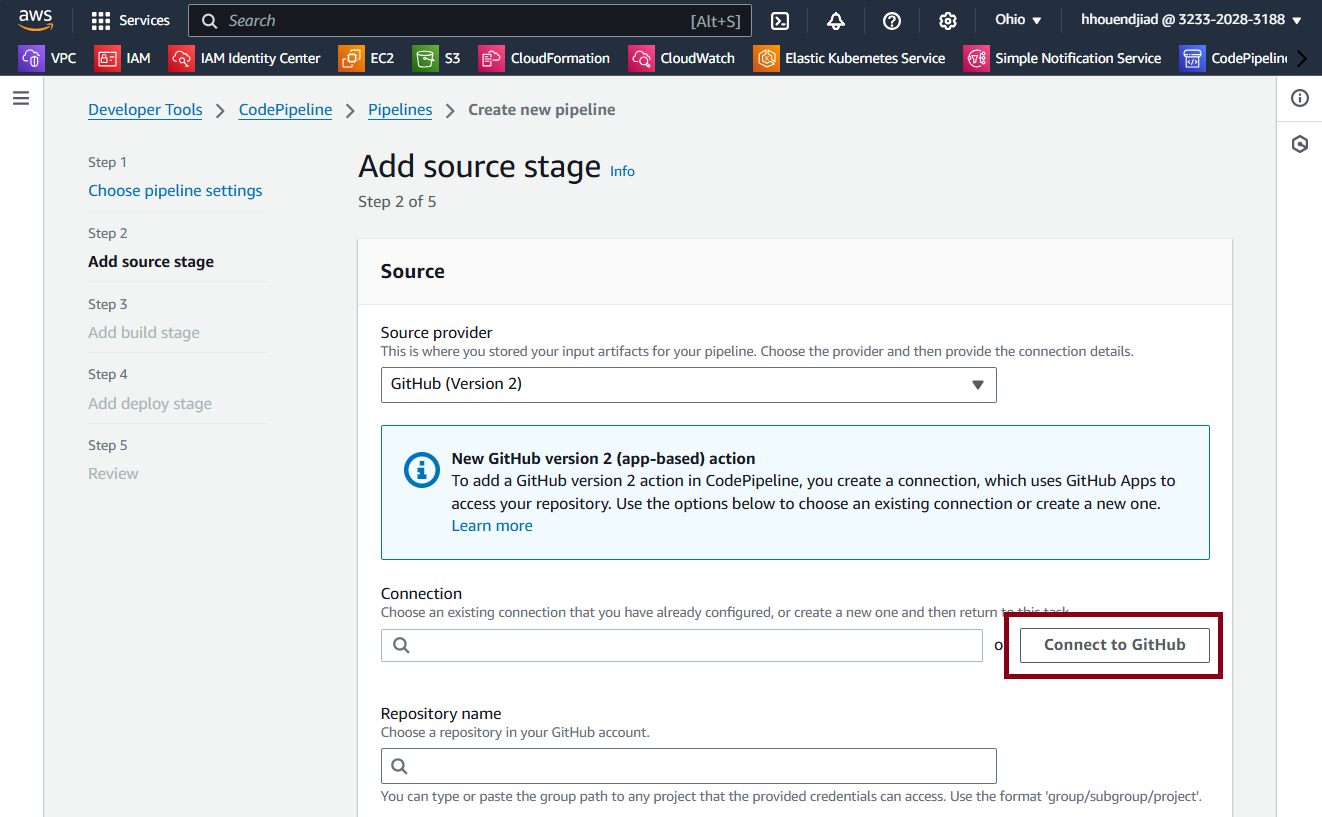 aws
Services
Search
[Alt+S]
Ohio
hhouendjiad @ 3233-2028-3188
VPC
IAM
IAM Identity Center
EC2
S3
CloudFormation
CloudWatch
Elastic Kubernetes Service
Simple Notification Service
CodePipeline
Developer Tools
CodePipeline
Pipelines
Create new pipeline
Step 1
Choose pipeline settings
Step 2
Add source stage
Step 3
Add build stage
Step 4
Add deploy stage
Step 5
Review
Add source stage
Info
Step 2 of 5
Source
Source provider
This is where you stored your input artifacts for your pipeline. Choose the provider and then provide the connection details.
GitHub (Version 2)
New GitHub version 2 (app-based) action
To add a GitHub version 2 action in CodePipeline, you create a connection, which uses GitHub Apps to
access your repository. Use the options below to choose an existing connection or create a new one.
Learn more
Connection
Choose an existing connection that you have already configured, or create a new one and then return to this task.
Connect to GitHub
Repository name
Choose a repository in your GitHub account.
You can type or paste the group path to any project that the provided credentials can access. Use the format 'group/subgroup/project'.